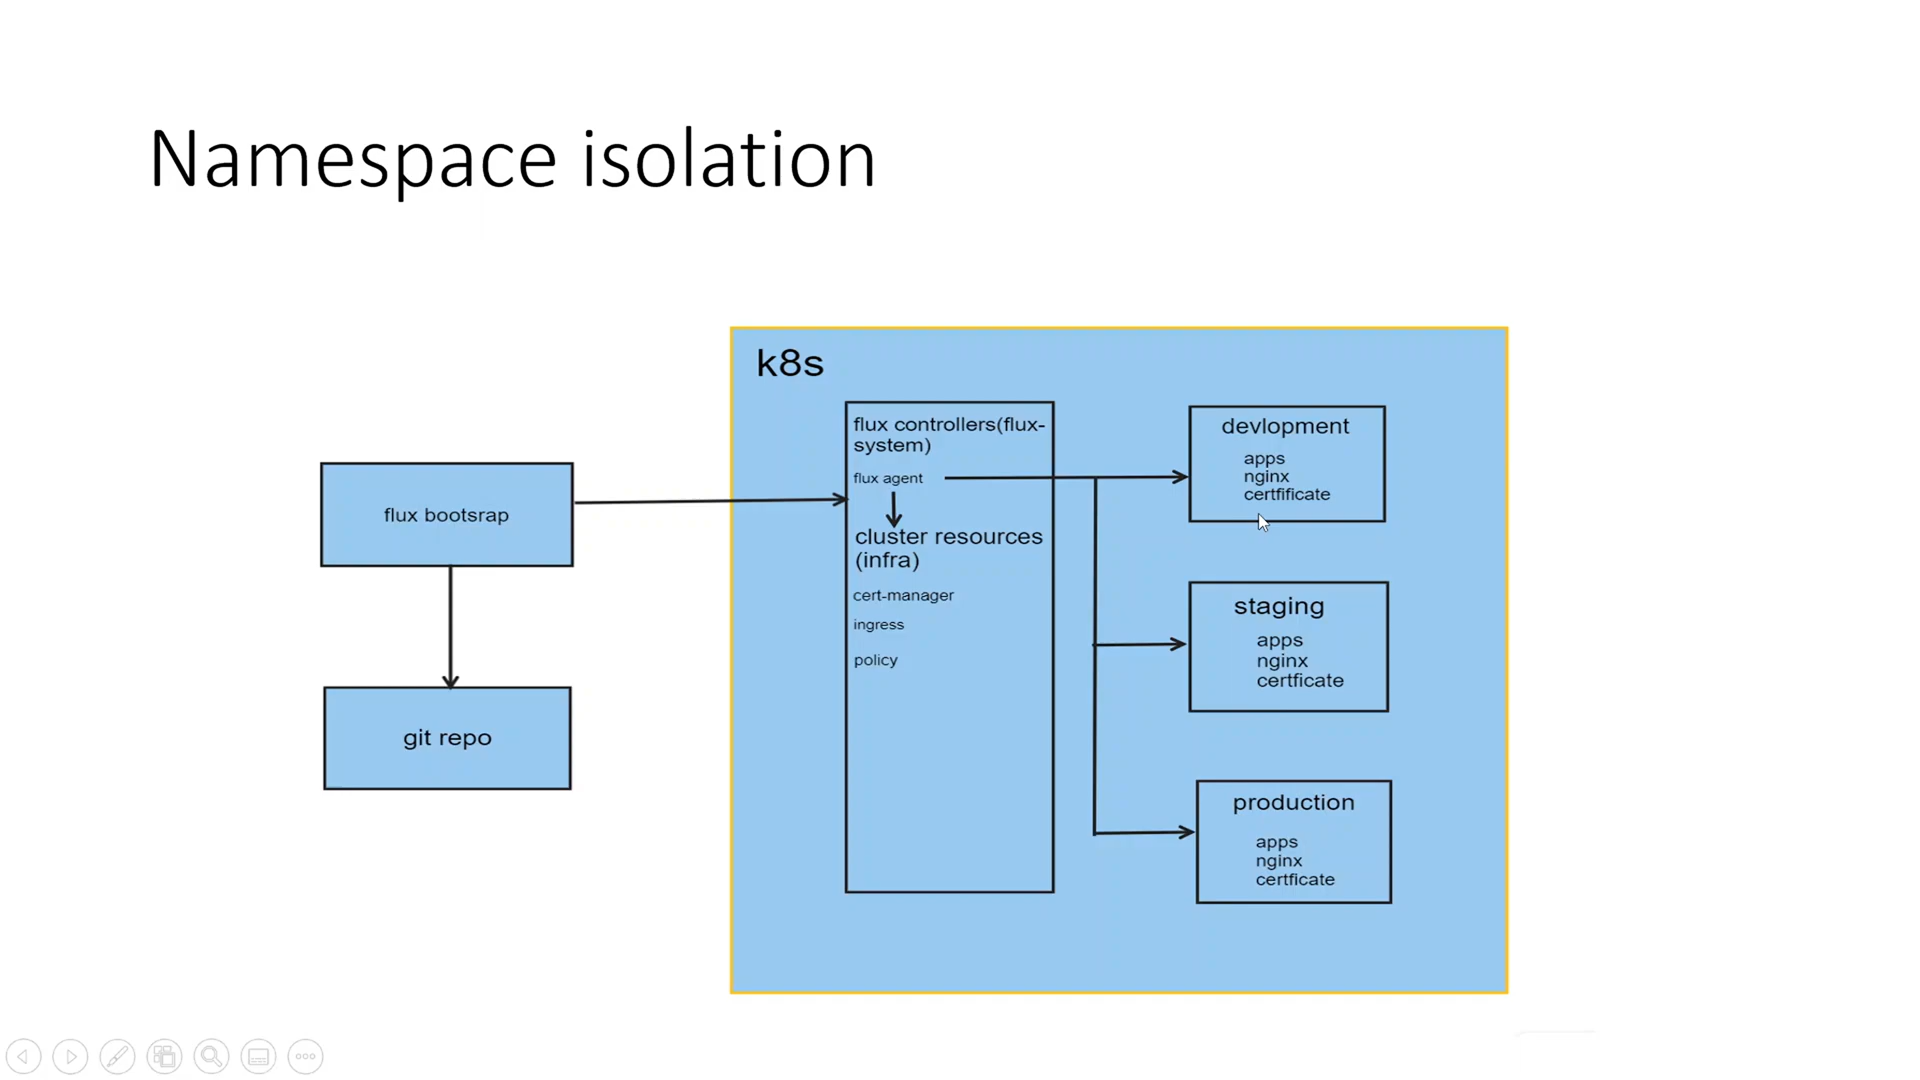 Namespace isolation
k8s
flux controllers(flux-
system)
flux agent
cluster resources
(infra)
cert-manager
ingress
policy
flux bootsrap
git repo
devlopment
apps
nginx
certfificate
staging
apps
nginx
certficate
production
apps
nginx
certficate